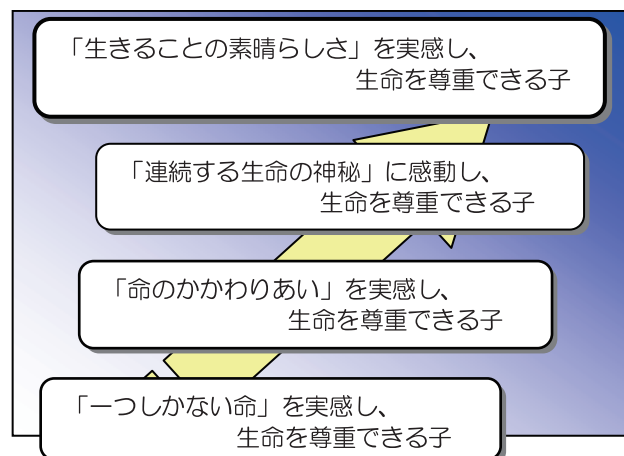 「生きることの素晴らしさ」を実感し、
生命を尊重できる子
「連続する生命の神秘」に感動し、
生命を尊重できる子
「命のかかわりあい」を実感し、
生命を尊重できる子
「一つしかない命」を実感し、
生命を尊重できる子